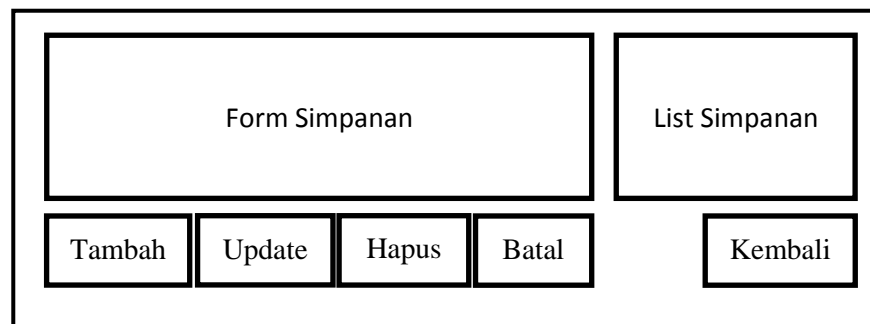 Form Simpanan
List Simpanan
Tambah
Update
Hapus
Batal
Kembali